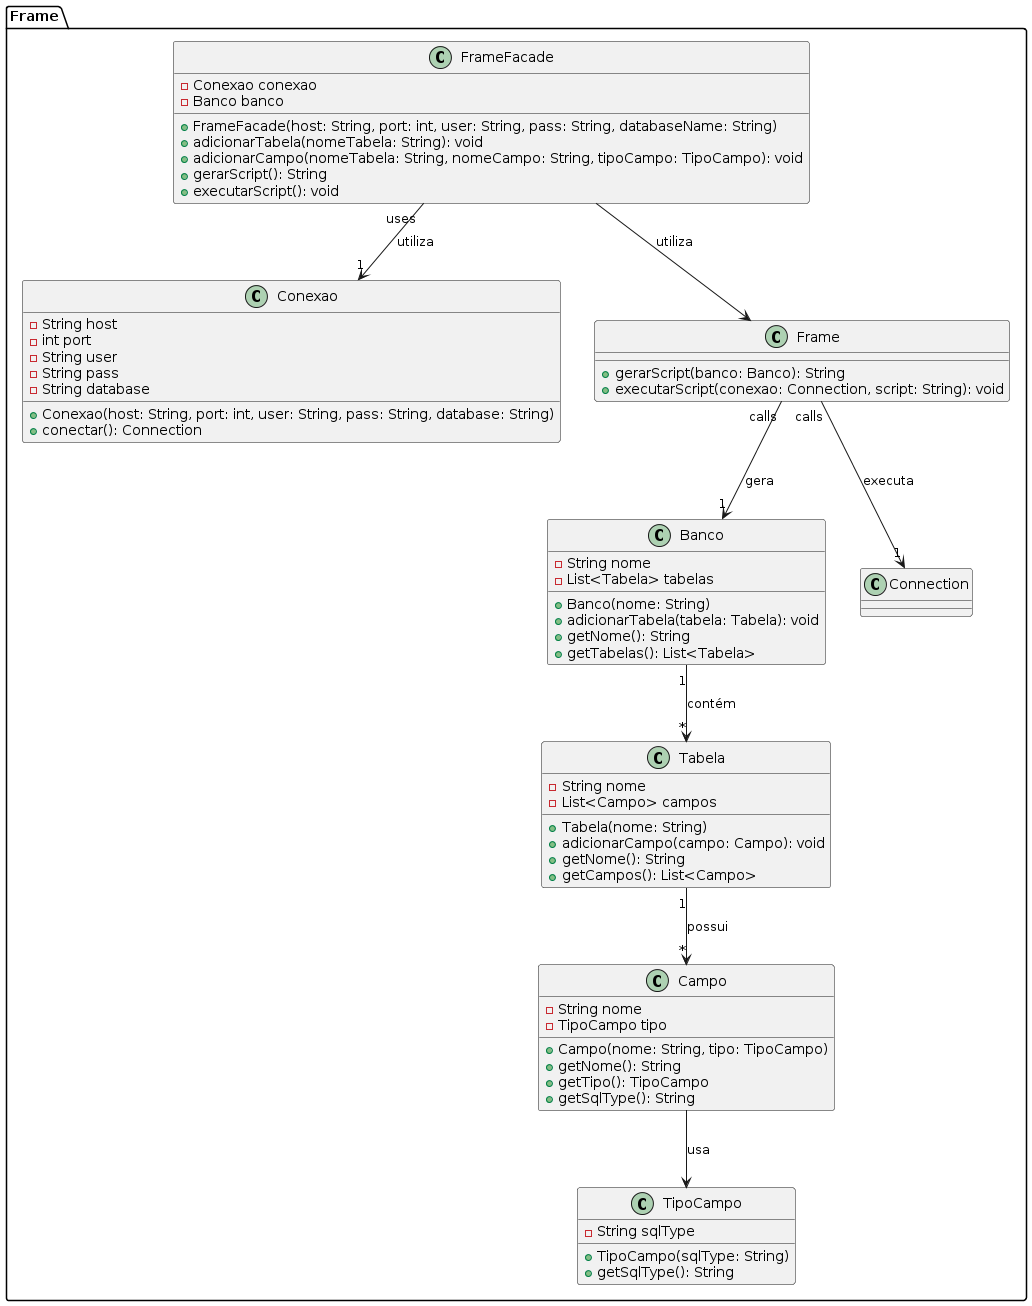 Frame
FrameFacade
Conexao conexao
Banco banco
FrameFacade(host: String, port: int, user: String, pass: String, databaseName: String)
adicionarTabela(nomeTabela: String): void
adicionarCampo(nomeTabela: String, nomeCampo: String, tipoCampo: TipoCampo): void
gerarScript(): String
executarScript(): void
uses
utiliza
1
utiliza
C Conexao
String host
int port
String user
String pass
String database
Conexao(host: String, port: int, user: String, pass: String, database: String)
conectar(): Connection
C Frame
gerarScript(banco: Banco): String
executarScript(conexao: Connection, script: String): void
calls
calls
gera
executa
1
1
C Banco
String nome
List<Tabela> tabelas
Banco(nome: String)
adicionarTabela(tabela: Tabela): void
getNome(): String
getTabelas(): List<Tabela>
C Connection
1
contém
*
C Tabela
String nome
List<Campo> campos
Tabela(nome: String)
adicionarCampo(campo: Campo): void
getNome(): String
getCampos(): List<Campo>
1
possui
*
C Campo
String nome
TipoCampo tipo
Campo(nome: String, tipo: TipoCampo)
getNome(): String
getTipo(): TipoCampo
getSqlType(): String
usa
C TipoCampo
String sqlType
TipoCampo(sqlType: String)
getSqlType(): String